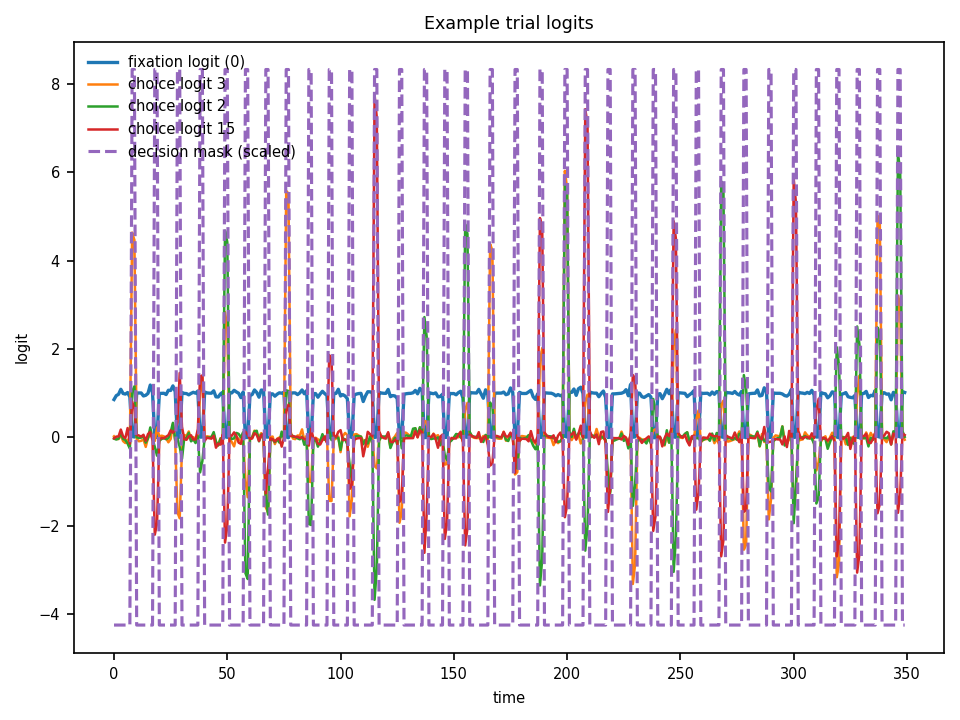 Example trial logits
fixation logit (0)
choice logit 3
choice logit 2
choice logit 15
decision mask (scaled)
logit
8
6
4
2
0
−2
−4
0 50 100 150 200 250 300 350
time